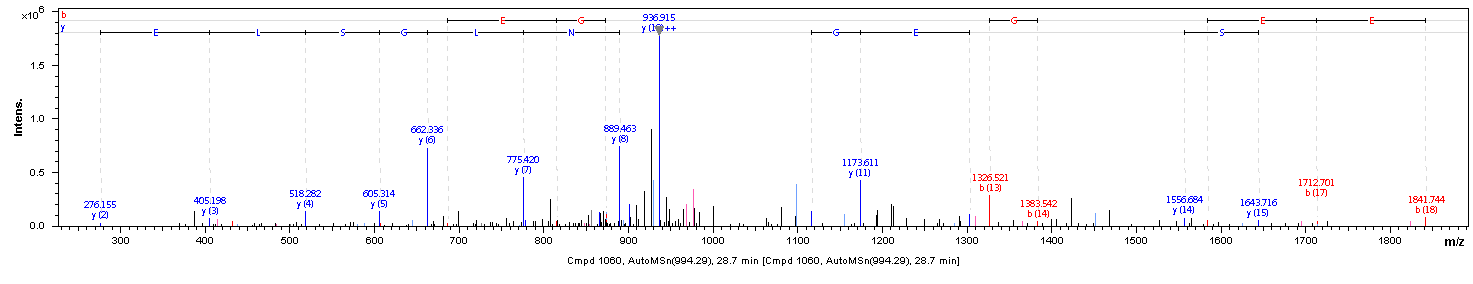 ×10⁶
b E G G E E
y E L S G L N G E S
936.915
y (16)++
1.5
1.0
0.5
0.0
Intens.
276.155
y (2)
405.198
y (3)
518.282
y (4)
605.314
y (5)
662.336
y (6)
775.420
y (7)
889.463
y (8)
1173.611
y (11)
1326.521
b (13)
1383.542
b (14)
1556.684
y (14)
1643.716
y (15)
1712.701
b (17)
1841.744
b (18)
300 400 500 600 700 800 900 1000 1100 1200 1300 1400 1500 1600 1700 1800 m/z
Cmpd 1060, AutoMSn(994.29), 28.7 min [Cmpd 1060, AutoMSn(994.29), 28.7 min]